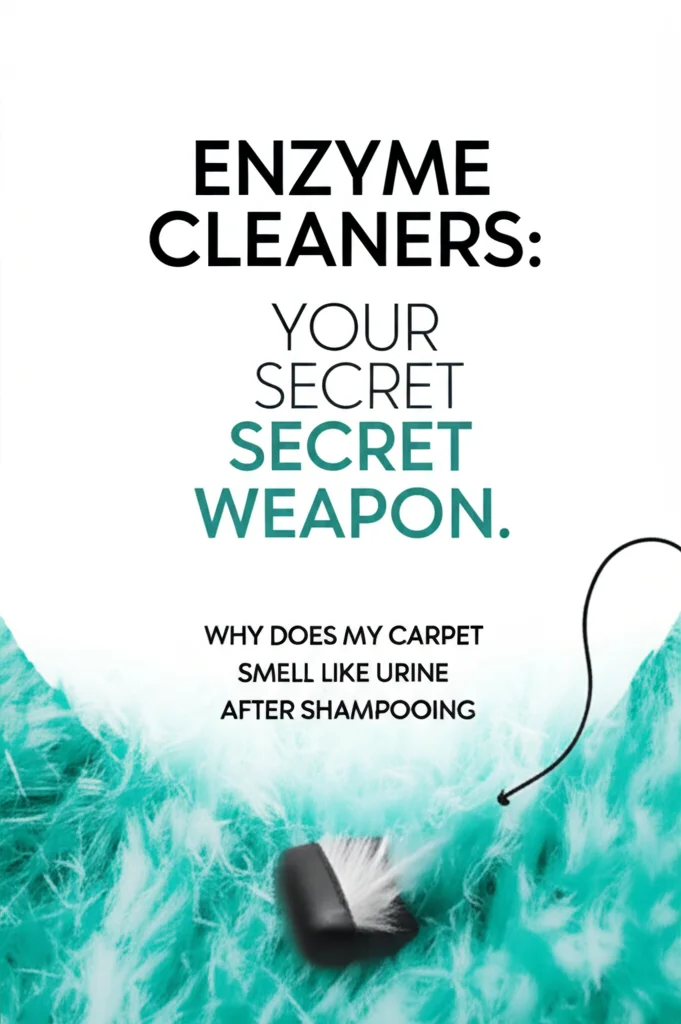 ENZYME
CLEANERS:
YOUR
SECRET
SECRET
WEAPON.
WHY DOES MY CARPET
SMELL LIKE URINE
AFTER SHAMPOOING